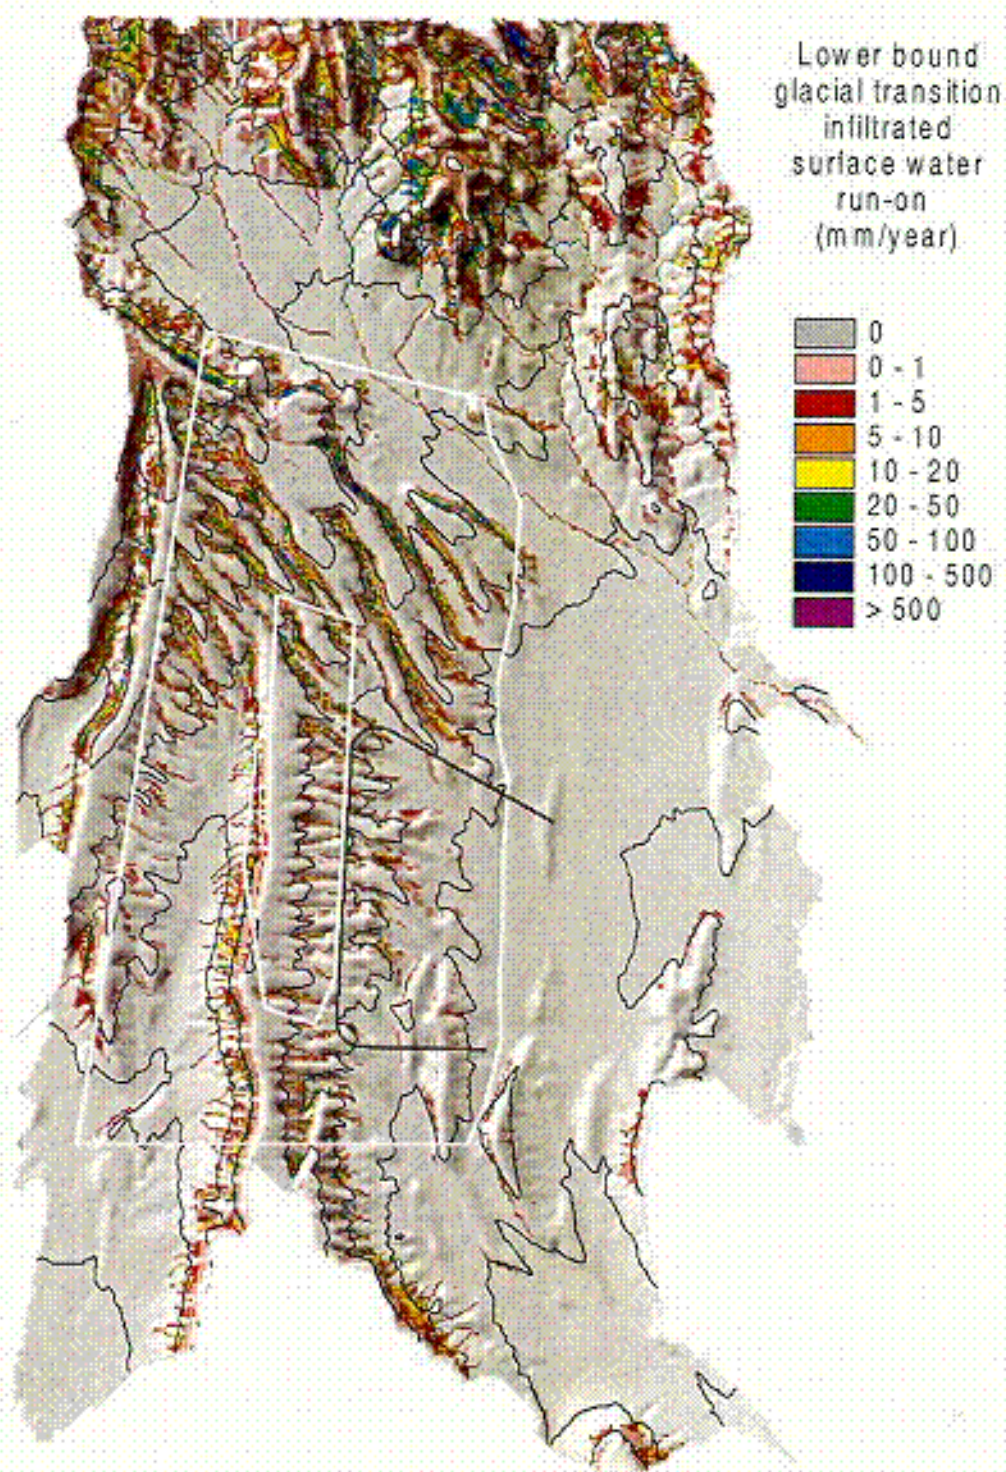 Lower bound
glacial transition
infiltrated
surface water
run-on
(mm/year)
0
0 - 1
1 - 5
5 - 10
10 - 20
20 - 50
50 - 100
100 - 500
> 500